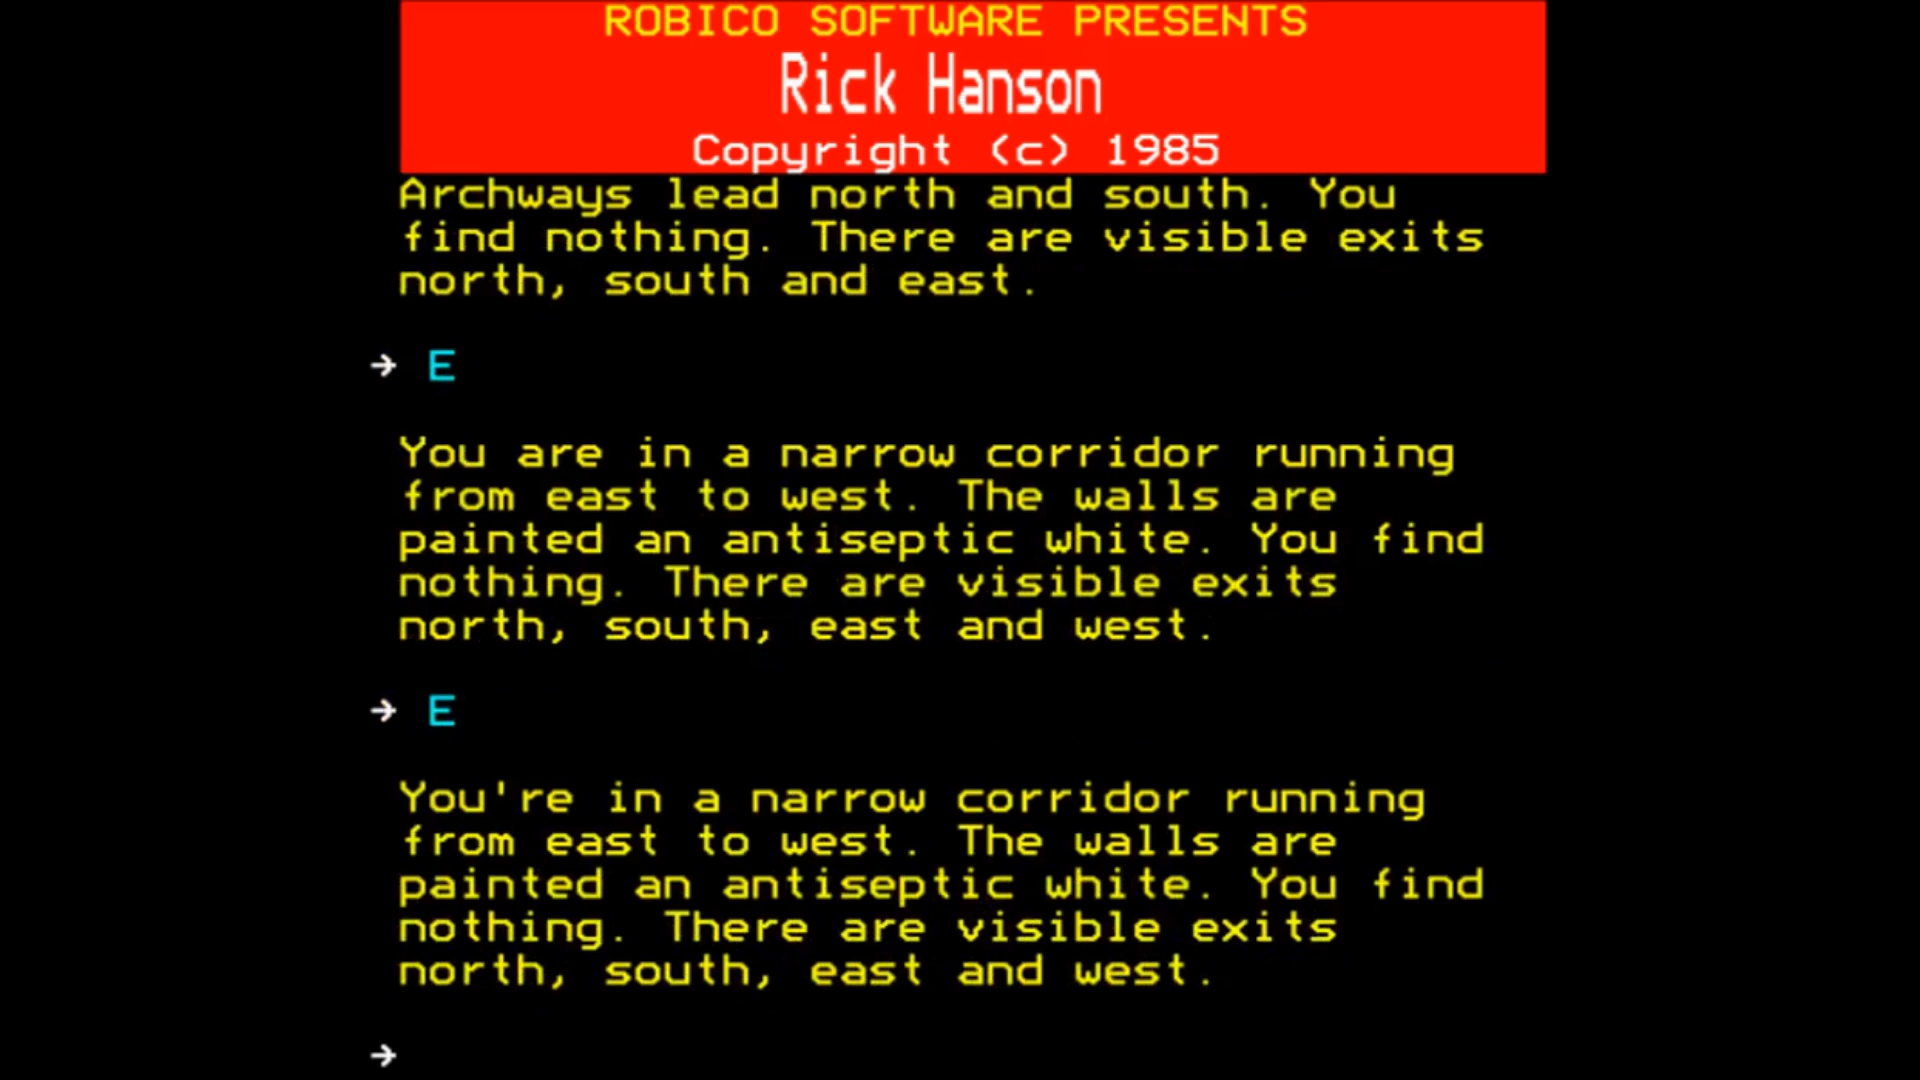 ROBICO SOFTWARE PRESENTS
Rick Hanson
Copyright (c) 1985
Archways lead north and south. You
find nothing. There are visible exits
north, south and east.
→ E
You are in a narrow corridor running
from east to west. The walls are
painted an antiseptic white. You find
nothing. There are visible exits
north, south, east and west.
→ E
You're in a narrow corridor running
from east to west. The walls are
painted an antiseptic white. You find
nothing. There are visible exits
north, south, east and west.
→